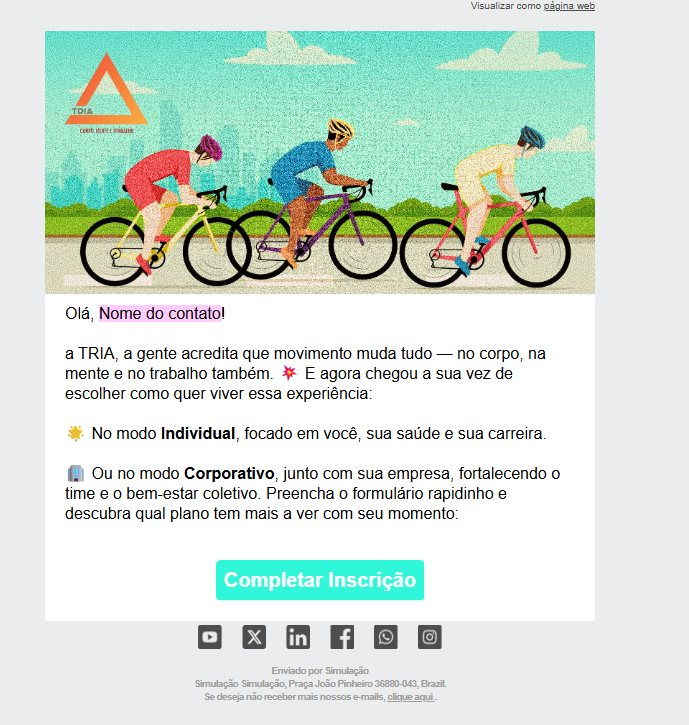 Visualizar como página web
TRIA
CORPO, MENTE E TRABALHO
Olá, Nome do contato!
a TRIA, a gente acredita que movimento muda tudo — no corpo, na
mente e no trabalho também. 💥 E agora chegou a sua vez de
escolher como quer viver essa experiência:
🌟 No modo Individual, focado em você, sua saúde e sua carreira.
🏢 Ou no modo Corporativo, junto com sua empresa, fortalecendo o
time e o bem-estar coletivo. Preencha o formulário rapidinho e
descubra qual plano tem mais a ver com seu momento:
Completar Inscrição
Enviado por Simulação
Simulação Simulação, Praça João Pinheiro 36880-043, Brazil.
Se deseja não receber mais nossos e-mails, clique aqui .